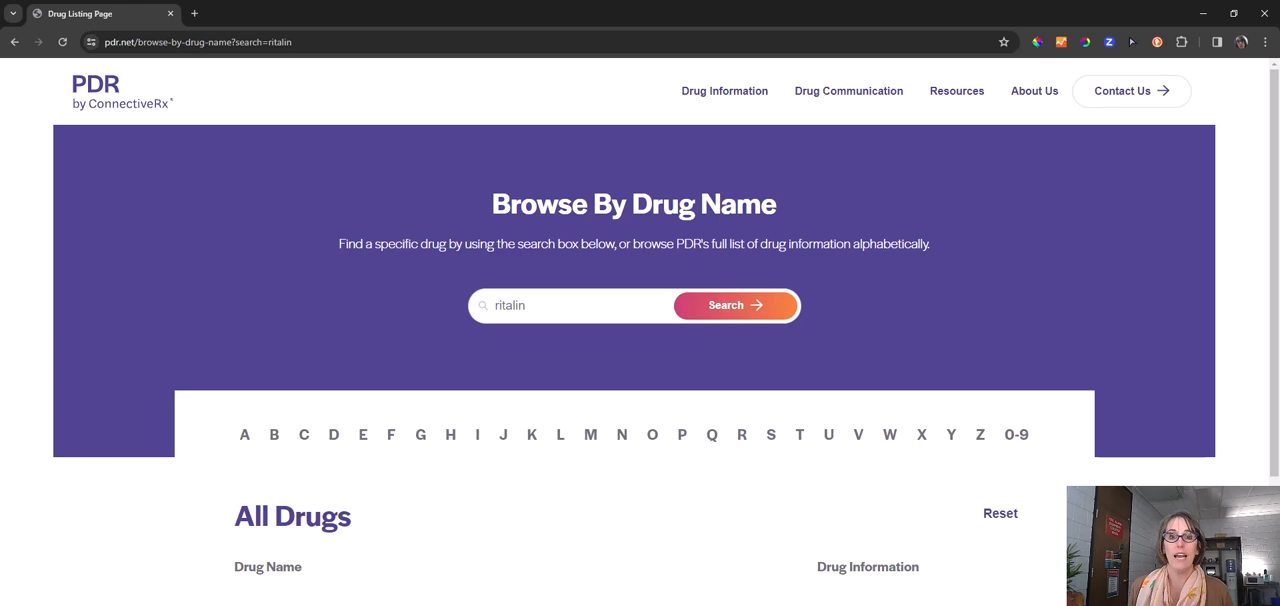 Drug Listing Page
pdr.net/browse-by-drug-name?search=ritalin
PDR
by ConnectiveRx
Drug Information
Drug Communication
Resources
About Us
Contact Us
Browse By Drug Name
Find a specific drug by using the search box below, or browse PDR's full list of drug information alphabetically.
ritalin
Search
A B C D E F G H I J K L M N O P Q R S T U V W X Y Z 0-9
All Drugs
Reset
Drug Name
Drug Information